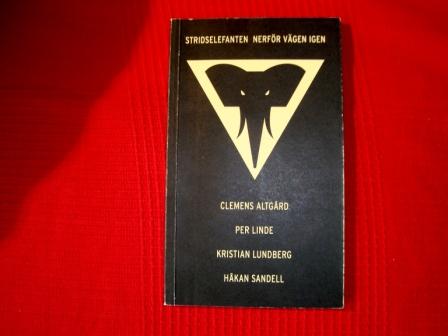 STRIDSELEFANTEN NERFÖR VÄGEN IGEN
CLEMENS ALTGÅRD
PER LINDE
KRISTIAN LUNDBERG
HÅKAN SANDELL